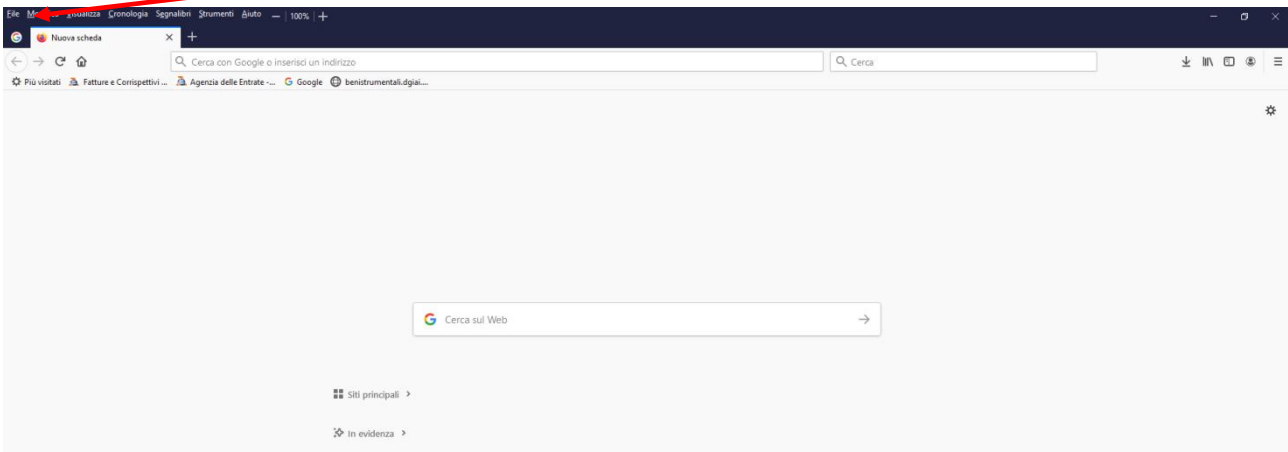 File Visualizza Cronologia Segnalibri Strumenti Aiuto — | 100% | +
Nuova scheda
Cerca con Google o inserisci un indirizzo
Cerca
Più visitati Fatture e Corrispettivi ... Agenzia delle Entrate -... Google benistrumentali.dgiai....
Cerca sul Web
Siti principali
In evidenza